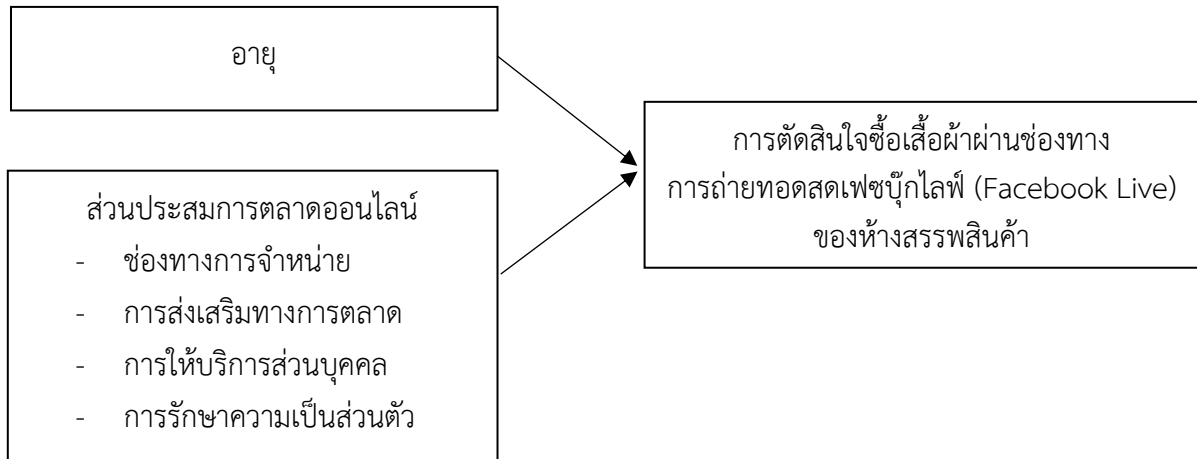 อายุ
ส่วนประสมการตลาดออนไลน์
- ช่องทางการจำหน่าย
- การส่งเสริมทางการตลาด
- การให้บริการส่วนบุคคล
- การรักษาความเป็นส่วนตัว
การตัดสินใจซื้อเสื้อผ้าผ่านช่องทาง
การถ่ายทอดสดเฟซบุ๊กไลฟ์ (Facebook Live)
ของห้างสรรพสินค้า